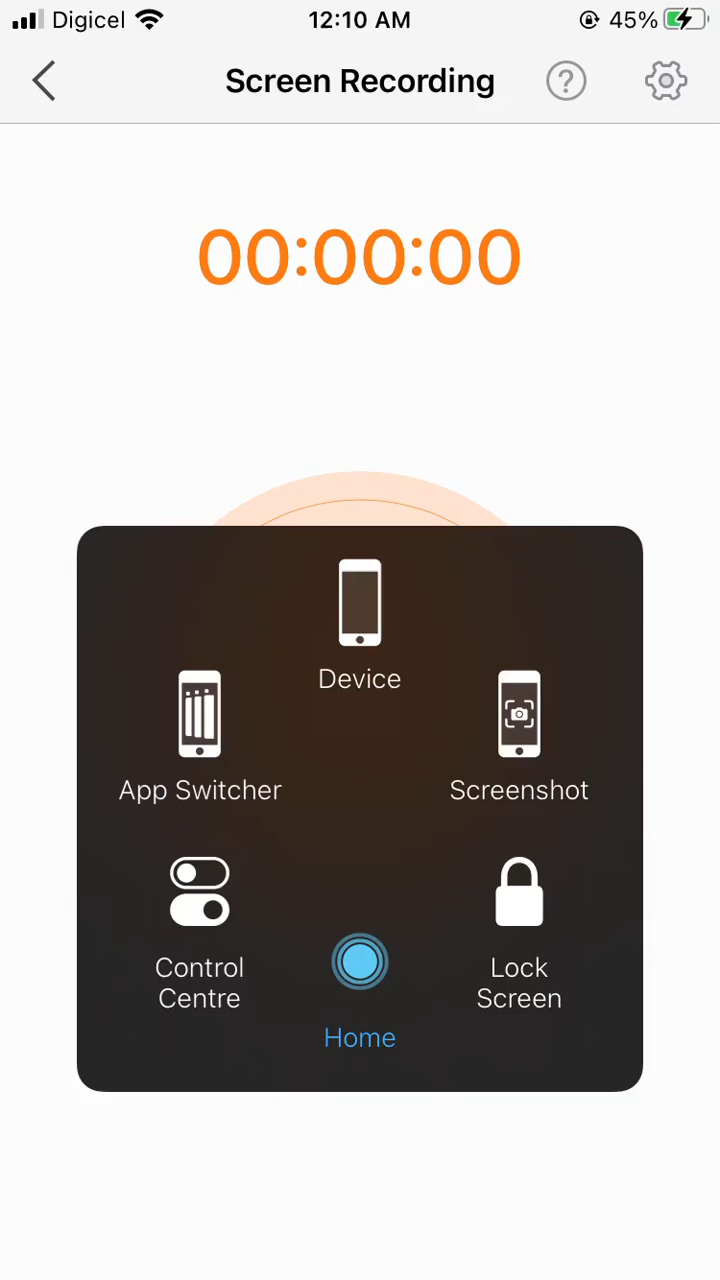 Digicel 12:10 AM 45%
Screen Recording ?
00:00:00
Device
App Switcher
Screenshot
Control
Centre
Home
Lock
Screen